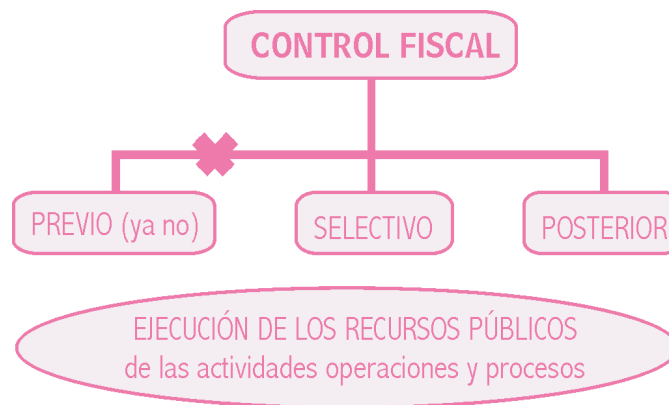 CONTROL FISCAL
PREVIO (ya no)
SELECTIVO
POSTERIOR
EJECUCIÓN DE LOS RECURSOS PÚBLICOS
de las actividades operaciones y procesos